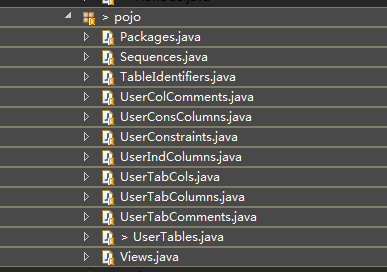 > pojo
Packages.java
Sequences.java
TableIdentifiers.java
UserColComments.java
UserConsColumns.java
UserConstraints.java
UserIndColumns.java
UserTabCols.java
UserTabColumns.java
UserTabComments.java
> UserTables.java
Views.java